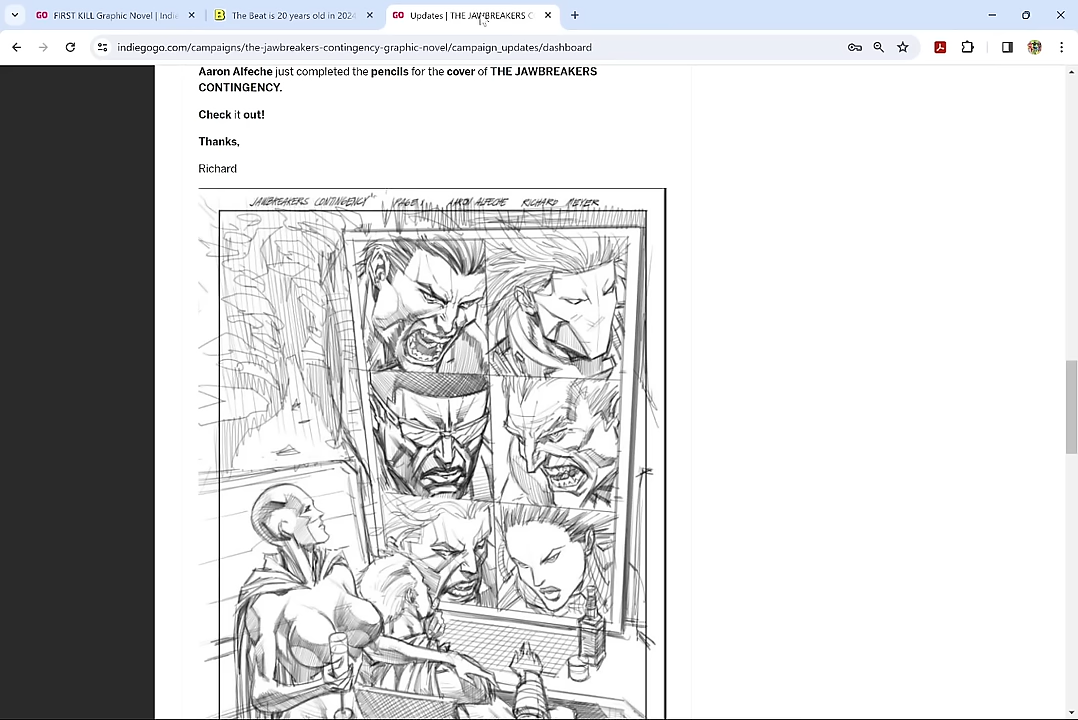 FIRST KILL Graphic Novel | Indie
The Beat is 20 years old in 2024
Updates | THE JAWBREAKERS C
indiegogo.com/campaigns/the-jawbreakers-contingency-graphic-novel/campaign_updates/dashboard
Aaron Alfeche just completed the pencils for the cover of THE JAWBREAKERS
CONTINGENCY.
Check it out!
Thanks,
Richard
JAWBREAKERS CONTINGENCY PAGE AARON ALFECHE RICHARD MEYER